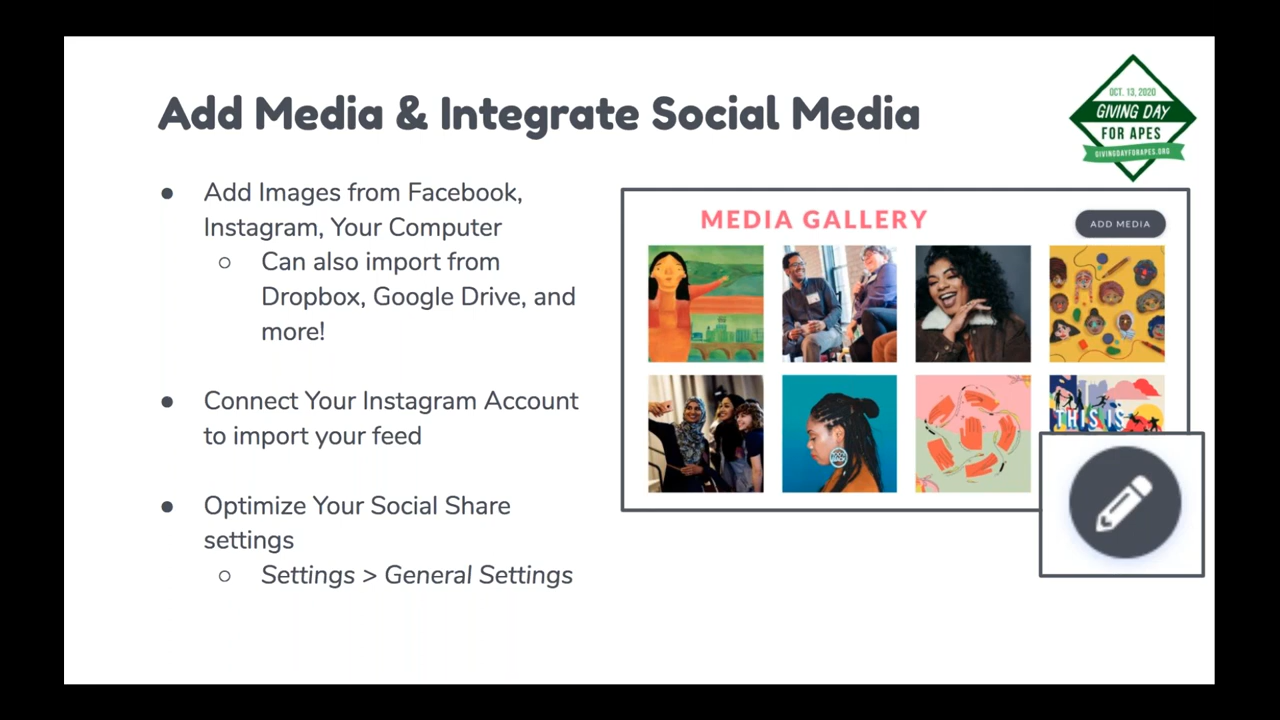 Add Media & Integrate Social Media
OCT. 13, 2020
GIVING DAY
FOR APES
GIVINGDAYFORAPES.ORG
● Add Images from Facebook,
Instagram, Your Computer
○ Can also import from
Dropbox, Google Drive, and
more!
● Connect Your Instagram Account
to import your feed
● Optimize Your Social Share
settings
○ Settings > General Settings
MEDIA GALLERY
ADD MEDIA
THIS IS